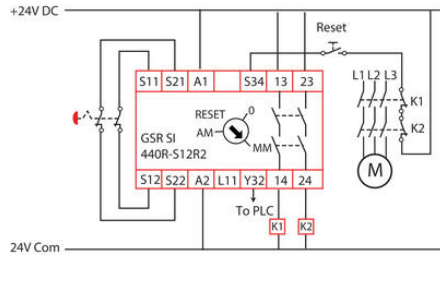 +24V DC
Reset
L1 L2 L3
S11 S21 A1 S34 13 23
K1
RESET 0
K2
AM
GSR SI
MM
440R-S12R2
M
S12 S22 A2 L11 Y32 14 24
To PLC
K1 K2
24V Com